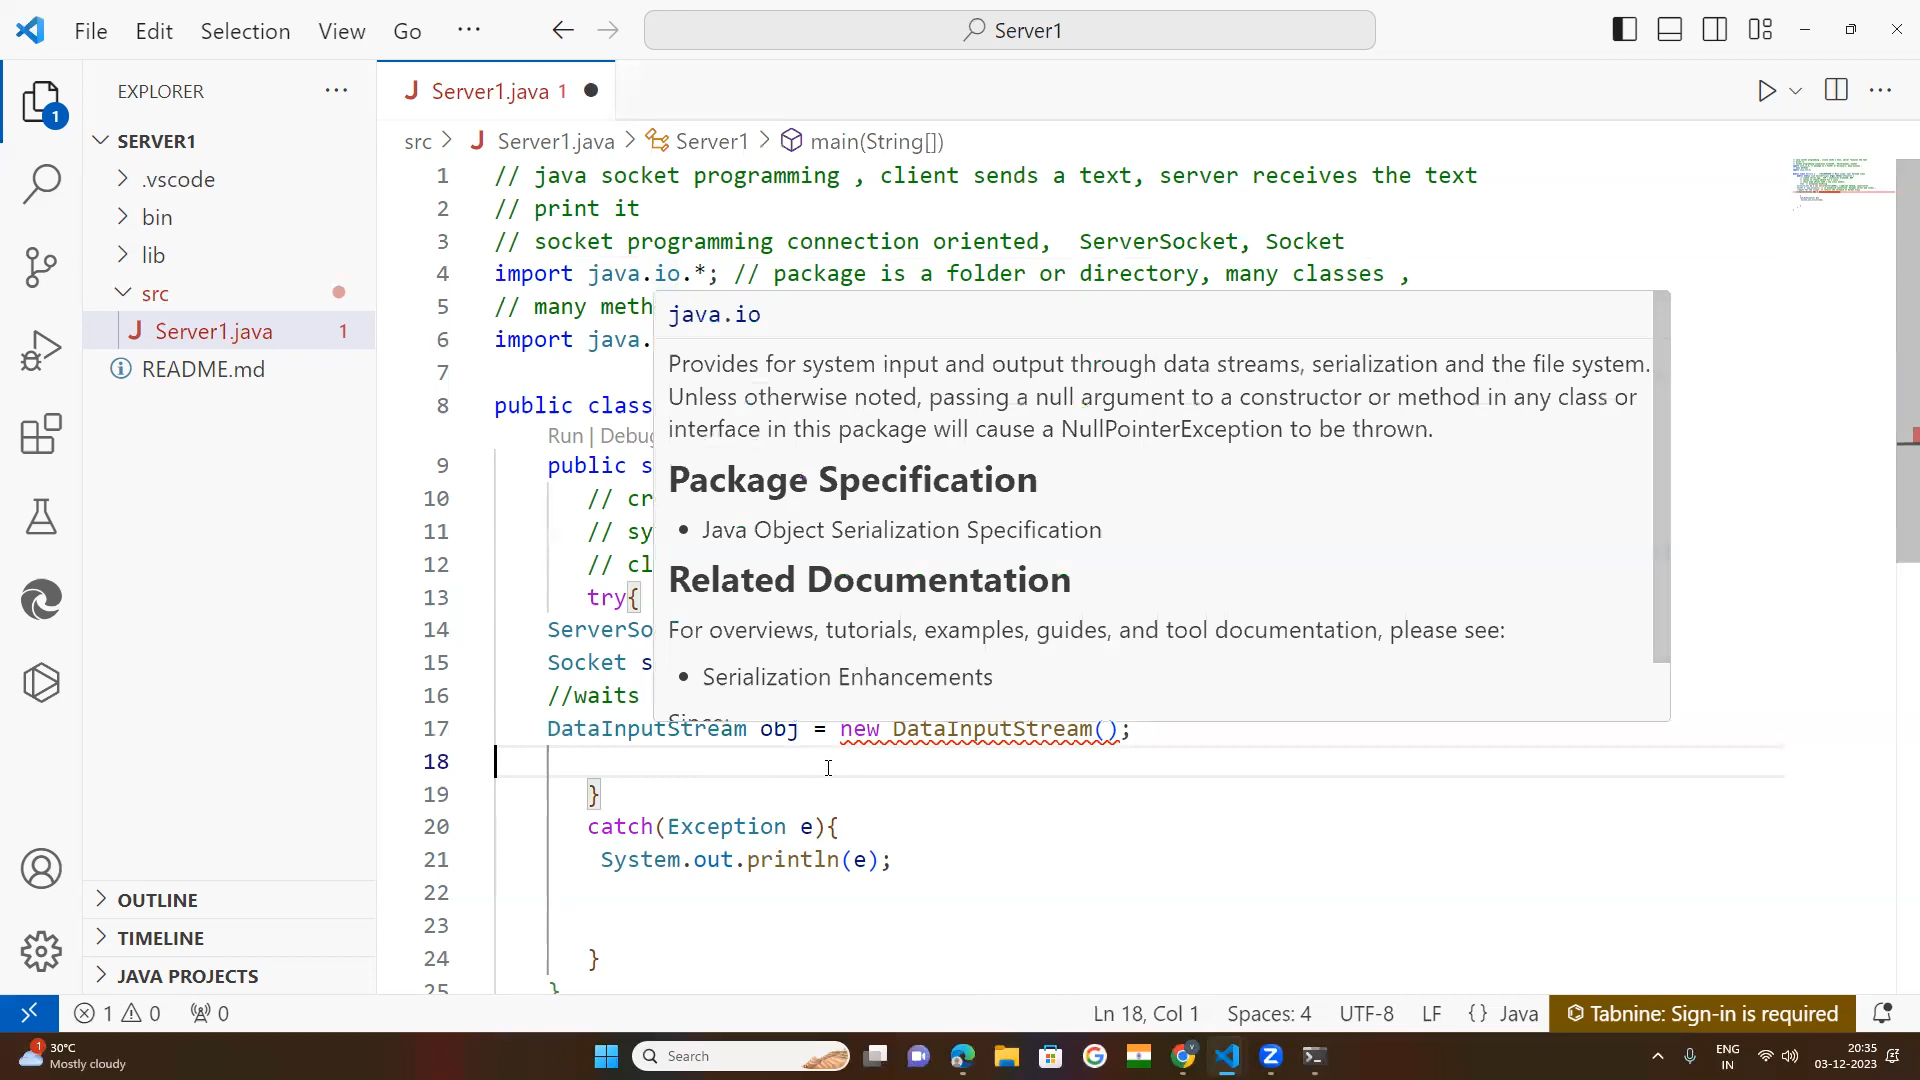 File Edit Selection View Go ···
Server1
EXPLORER ···
Server1.java 1
1
src > Server1.java > Server1 > main(String[])
SERVER1
.vscode
bin
lib
src
Server1.java 1
README.md
1 // java socket programming , client sends a text, server receives the text
2 // print it
3 // socket programming connection oriented, ServerSocket, Socket
4 import java.io.*; // package is a folder or directory, many classes ,
5 // many meth
6 import java.
7
8 public class
Run | Debug
9 public s
10 // cr
11 // sy
12 // cl
13 try{
14 ServerSo
15 Socket s
16 //waits
17 DataInputStream obj = new DataInputStream();
18
19 }
20 catch(Exception e){
21 System.out.println(e);
22
23
24 }
25 }
java.io
Provides for system input and output through data streams, serialization and the file system.
Unless otherwise noted, passing a null argument to a constructor or method in any class or
interface in this package will cause a NullPointerException to be thrown.
Package Specification
• Java Object Serialization Specification
Related Documentation
For overviews, tutorials, examples, guides, and tool documentation, please see:
• Serialization Enhancements
Since:
OUTLINE
TIMELINE
JAVA PROJECTS
1 0 0
Ln 18, Col 1 Spaces: 4 UTF-8 LF {} Java Tabnine: Sign-in is required
1
30°C
Mostly cloudy
Search
ENG
IN
20:35
03-12-2023